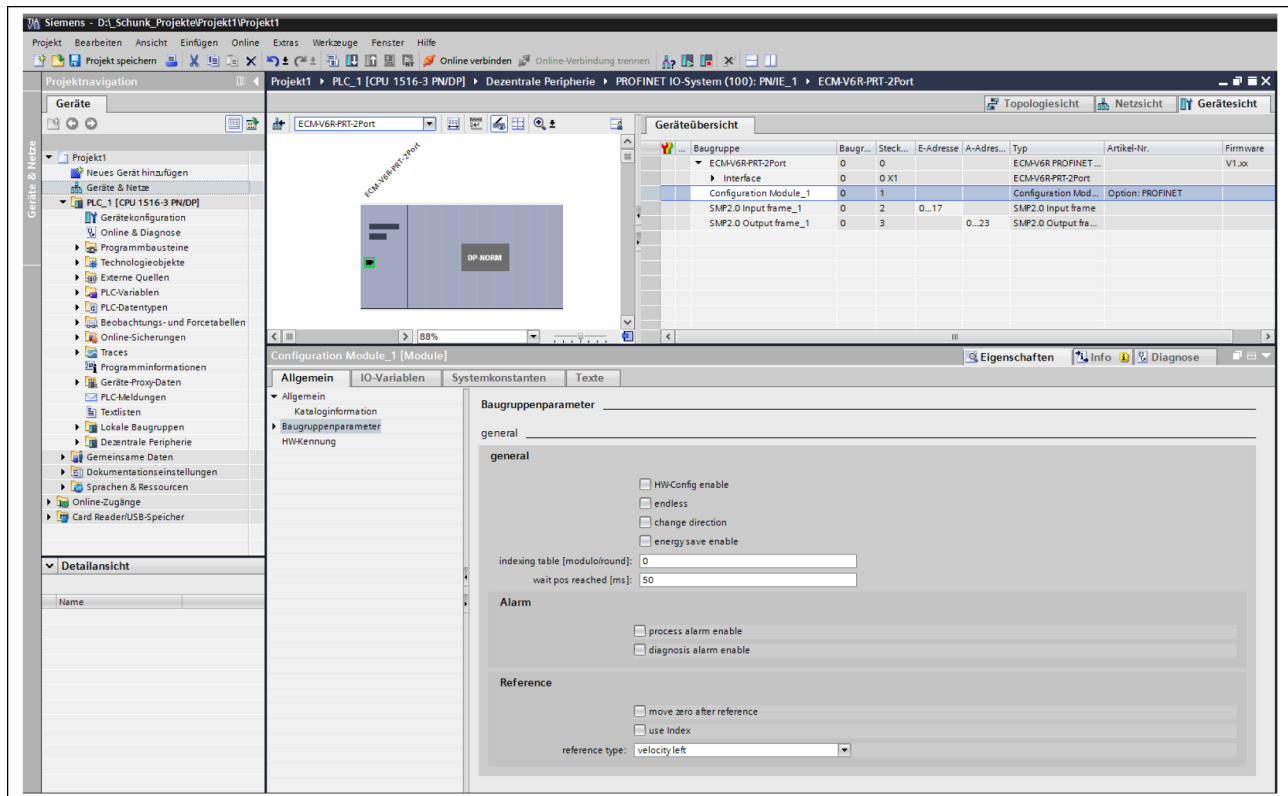 Siemens - D:\_Schunk_Projekte\Projekt1\Projekt1
Projekt Bearbeiten Ansicht Einfügen Online Extras Werkzeuge Fenster Hilfe
Projekt speichern Online verbinden Online-Verbindung trennen
Projektnavigation
Projekt1 PLC_1 [CPU 1516-3 PN/DP] Dezentrale Peripherie PROFINET IO-System (100): PN/IE_1 ECM-V6R-PRT-2Port
Geräte
Topologiesicht Netzsicht Gerätesicht
Geräte & Netze
Projekt1
Neues Gerät hinzufügen
Geräte & Netze
PLC_1 [CPU 1516-3 PN/DP]
Gerätekonfiguration
Online & Diagnose
Programmbausteine
Technologieobjekte
Externe Quellen
PLC-Variablen
PLC-Datentypen
Beobachtungs- und Forcetabellen
Online-Sicherungen
Traces
Programminformationen
Geräte-Proxy-Daten
PLC-Meldungen
Textlisten
Lokale Baugruppen
Dezentrale Peripherie
Gemeinsame Daten
Dokumentationseinstellungen
Sprachen & Ressourcen
Online-Zugänge
Card Reader/USB-Speicher
Detailansicht
Name
ECM-V6R-PRT-2Port
ECM-V6R-PRT-2Port
DP-NORM
88%
Geräteübersicht
... Baugruppe Baugr... Steck... E-Adresse A-Adres... Typ Artikel-Nr. Firmware
ECM-V6R-PRT-2Port 0 0 ECM-V6R PROFINET ... V1.xx
Interface 0 0 X1 ECM-V6R-PRT-2Port
Configuration Module_1 0 1 Configuration Mod... Option: PROFINET
SMP2.0 Input frame_1 0 2 0...17 SMP2.0 Input frame
SMP2.0 Output frame_1 0 3 0...23 SMP2.0 Output fra...
Configuration Module_1 [Module]
Eigenschaften Info Diagnose
Allgemein IO-Variablen Systemkonstanten Texte
Allgemein
Kataloginformation
Baugruppenparameter
HW-Kennung
Baugruppenparameter
general
general
HW-Config enable
endless
change direction
energy save enable
indexing table [modulo/round]: 0
wait pos reached [ms]: 50
Alarm
process alarm enable
diagnosis alarm enable
Reference
move zero after reference
use Index
reference type: velocity left